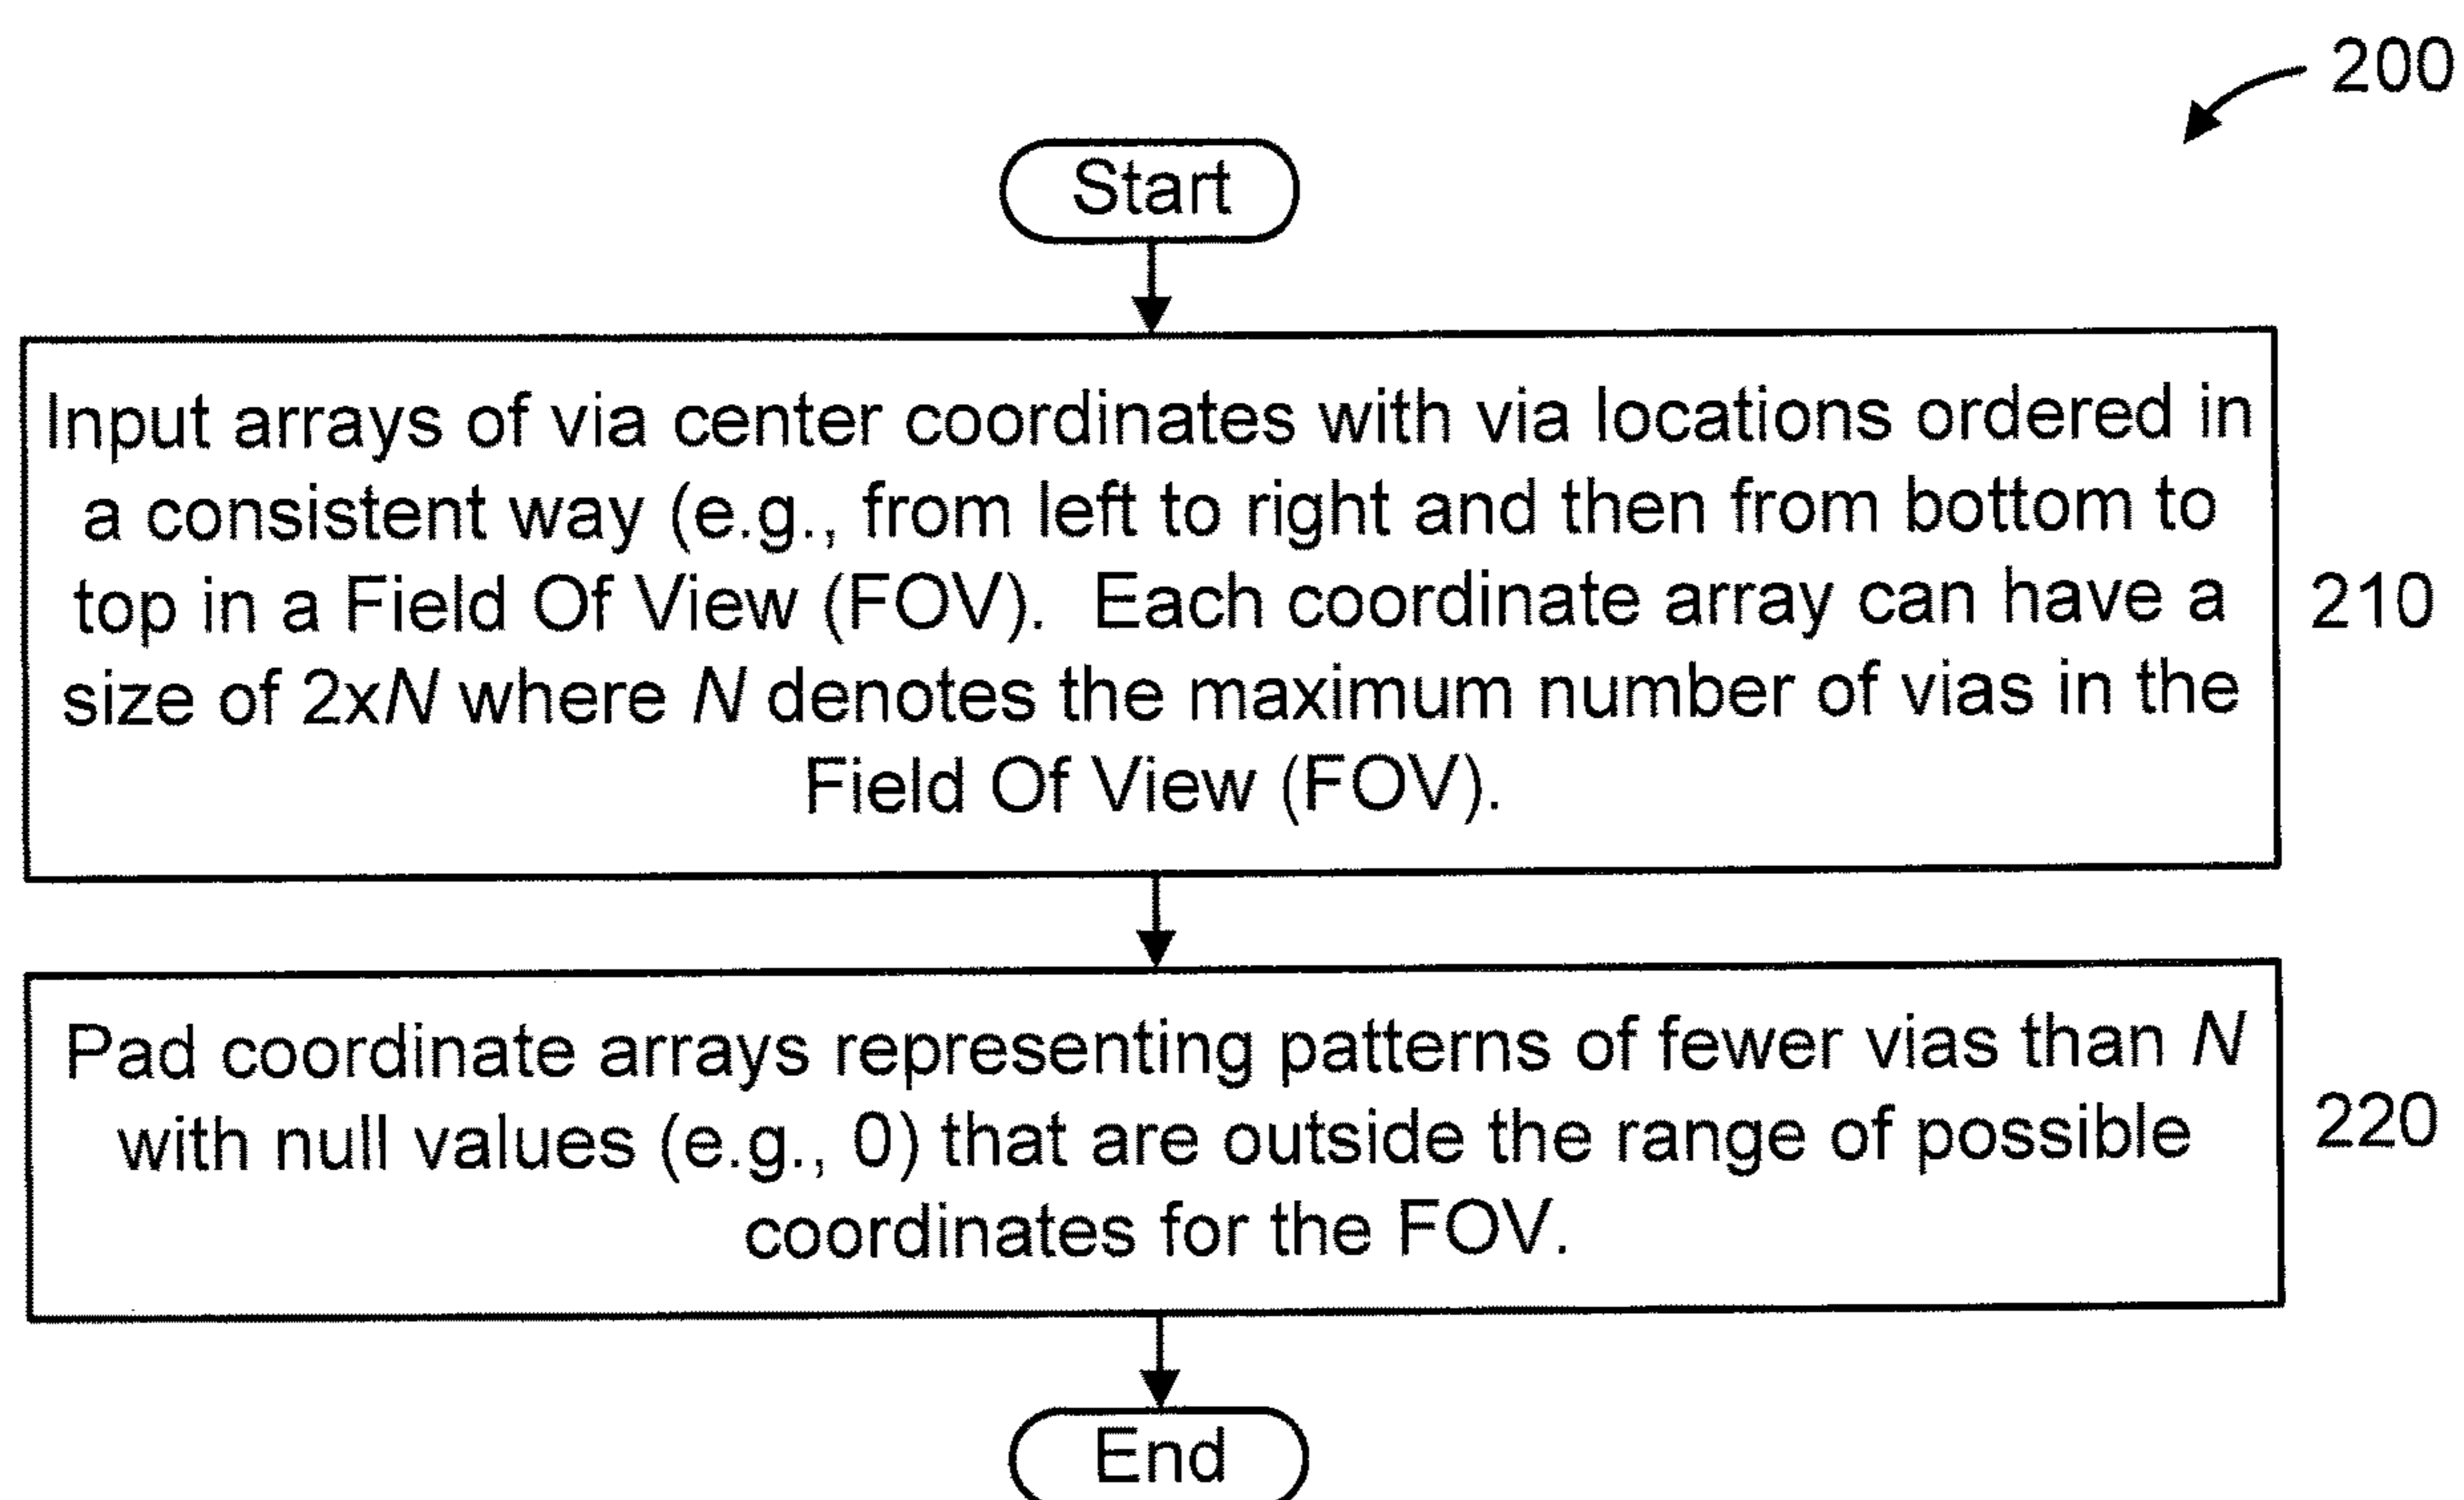 200
Start
Input arrays of via center coordinates with via locations ordered in
a consistent way (e.g., from left to right and then from bottom to
top in a Field Of View (FOV). Each coordinate array can have a
size of 2xN where N denotes the maximum number of vias in the
Field Of View (FOV).
210
Pad coordinate arrays representing patterns of fewer vias than N
with null values (e.g., 0) that are outside the range of possible
coordinates for the FOV.
220
End